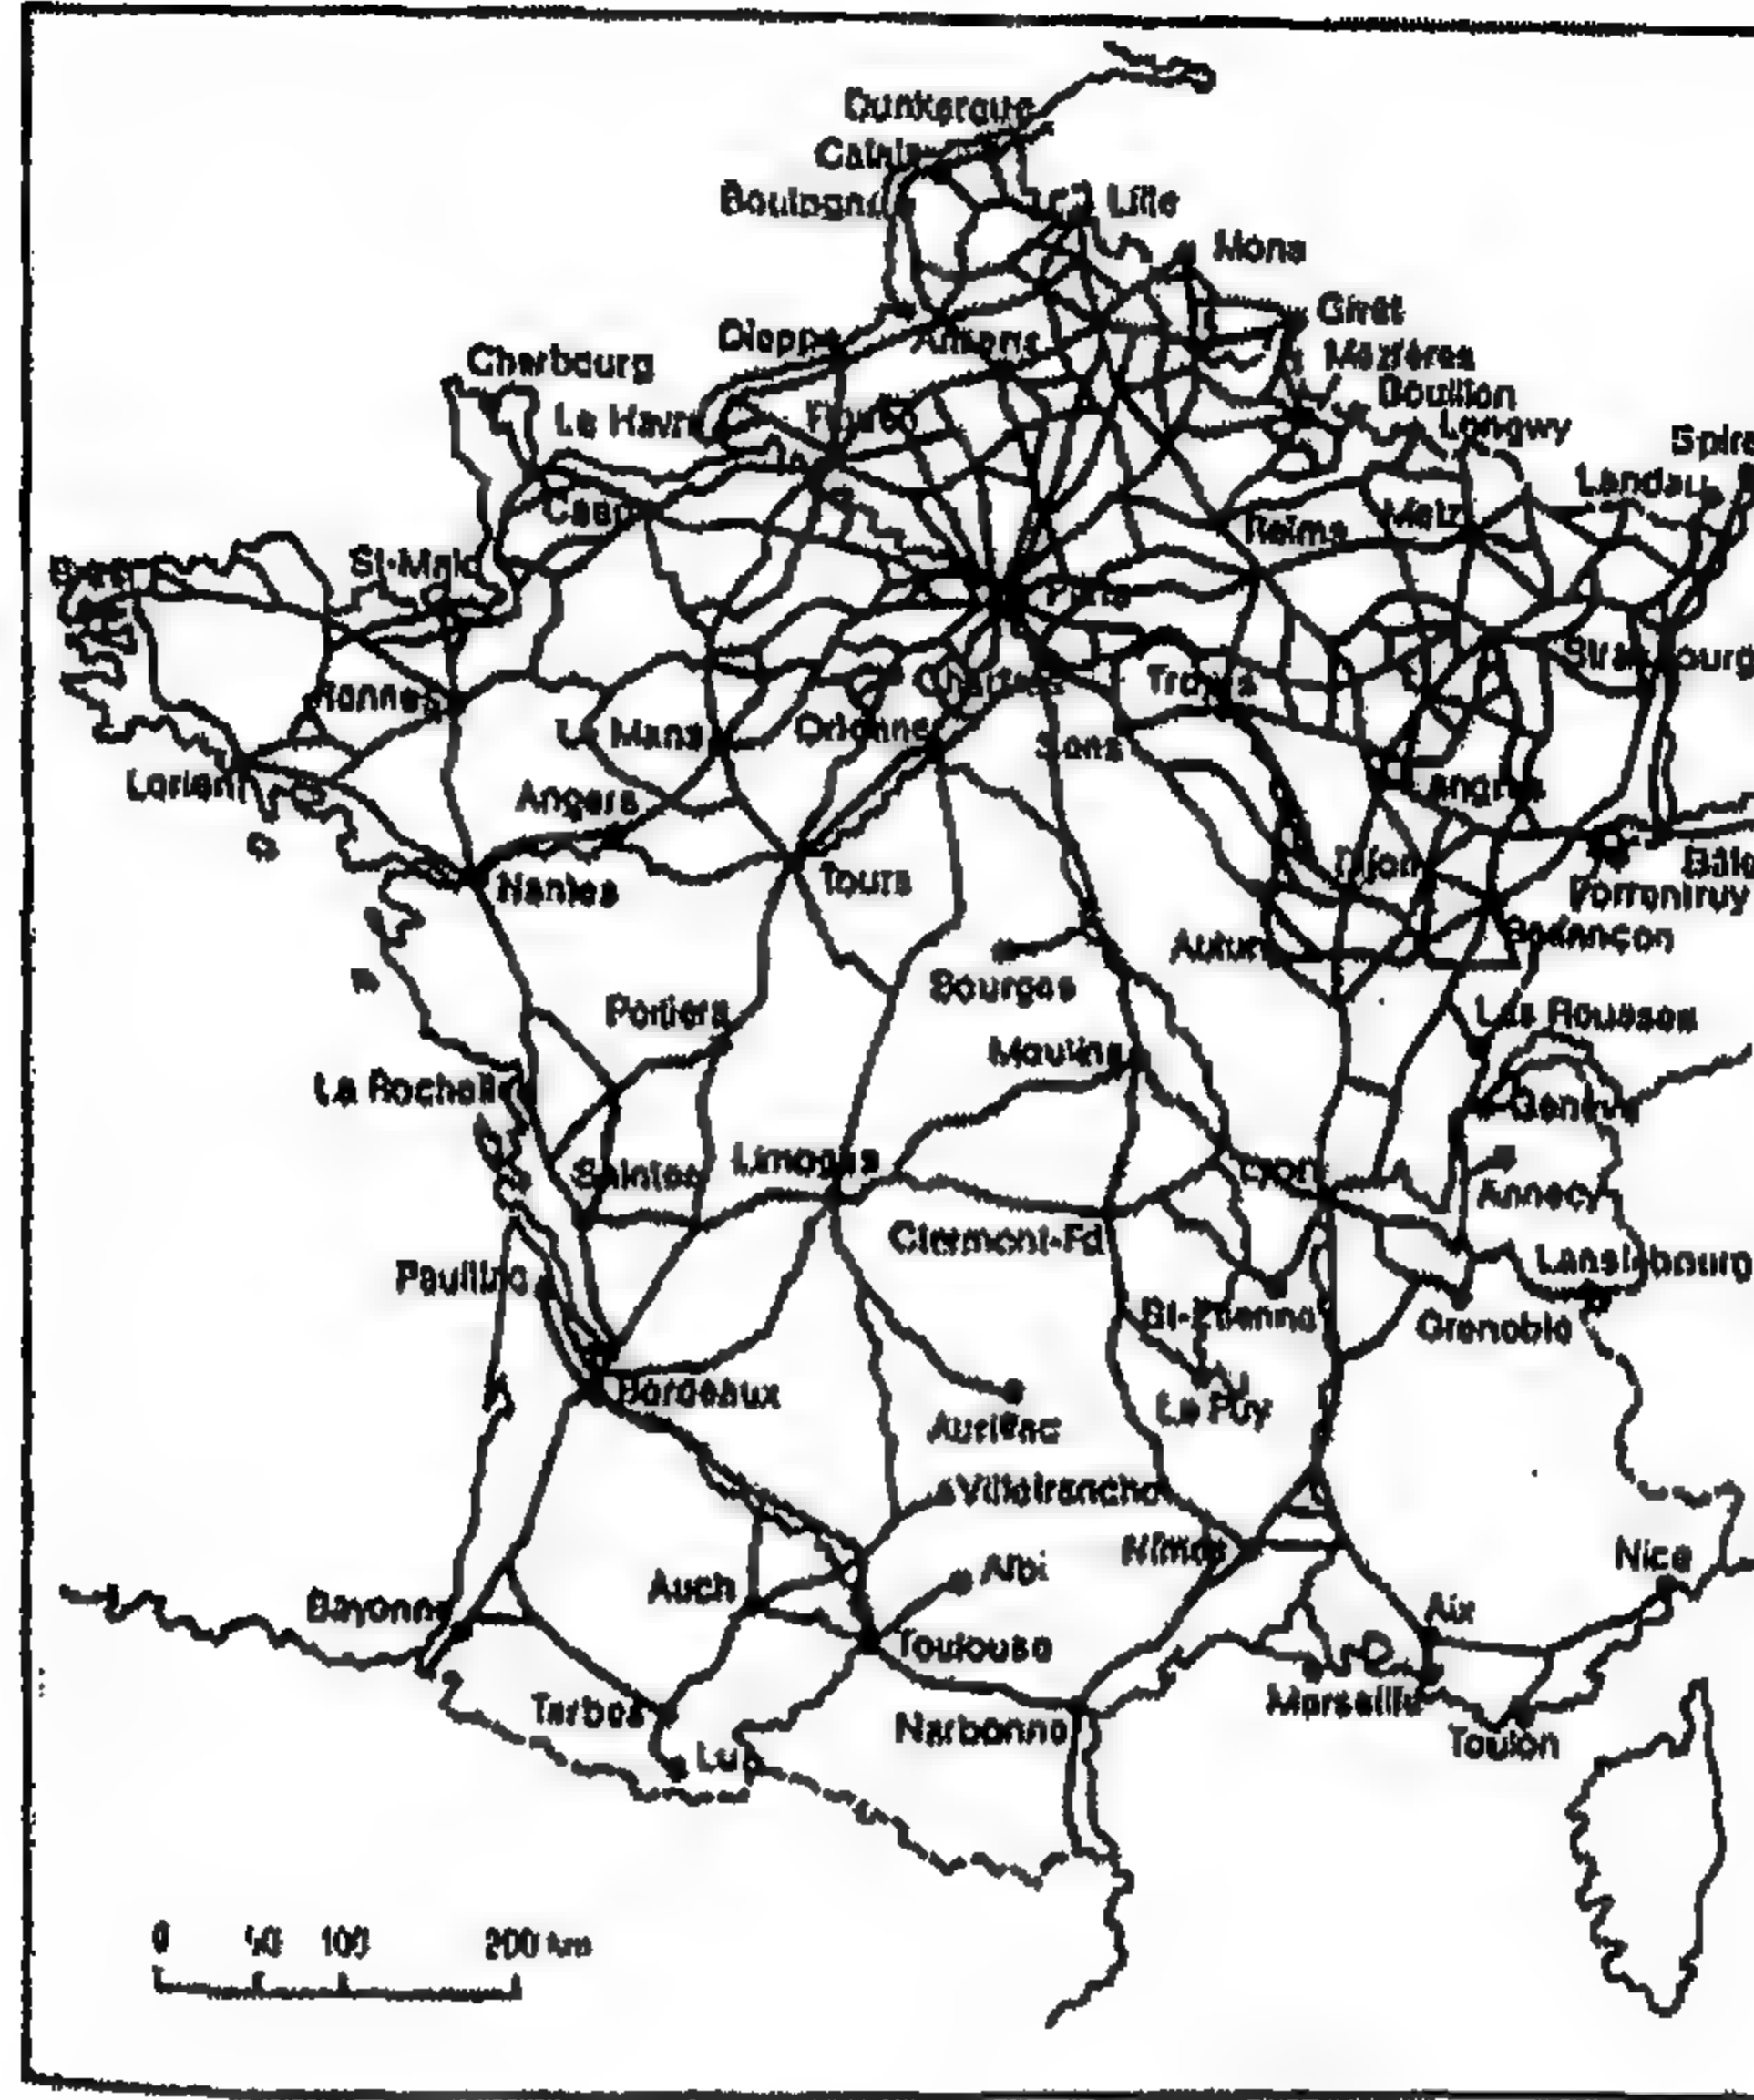 Dunkerque
Calais
Boulogne
Lille
Mons
Givet
Dieppe
Amiens
Mézières
Cherbourg
Bouillon
Le Havre
Rouen
Longwy
Spire
Landau
Caen
Reims
Metz
Brest
St-Malo
Paris
Strasbourg
Rennes
Chartres
Troyes
Le Mans
Orléans
Sens
Lorient
Angers
Langres
Nantes
Tours
Dijon
Bâle
Porrentruy
Autun
Besançon
Bourges
Poitiers
Les Rousses
Moulins
La Rochelle
Genève
Saintes
Limoges
Lyon
Annecy
Clermont-Fd
Pauillac
Lanslebourg
St-Etienne
Grenoble
Bordeaux
Aurillac
Le Puy
Villefranche
Nîmes
Nice
Bayonne
Auch
Albi
Aix
Toulouse
Tarbes
Narbonne
Marseille
Toulon
0 50 100 200 km